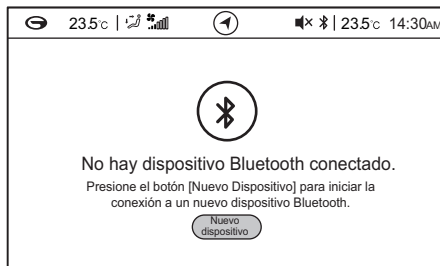 23.5°C 23.5°C 14:30AM
No hay dispositivo Bluetooth conectado.
Presione el botón [Nuevo Dispositivo] para iniciar la
conexión a un nuevo dispositivo Bluetooth.
Nuevo
dispositivo